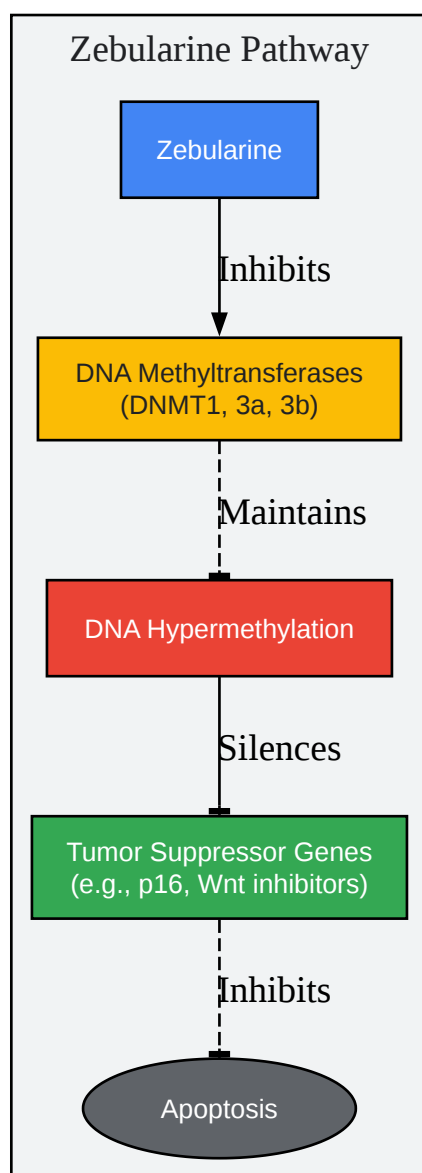 Zebularine Pathway
Zebularine
Inhibits
DNA Methyltransferases
(DNMT1, 3a, 3b)
Maintains
DNA Hypermethylation
Silences
Tumor Suppressor Genes
(e.g., p16, Wnt inhibitors)
Inhibits
Apoptosis